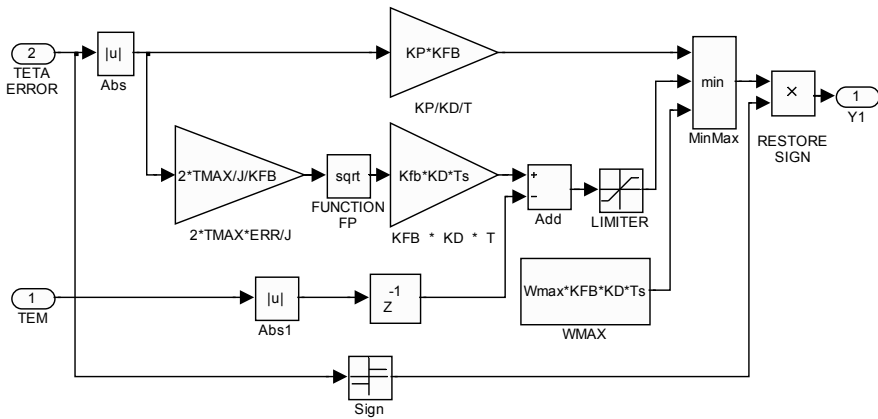 2
TETA
ERROR
|u|
Abs
KP*KFB
KP/KD/T
min
MinMax
×
RESTORE
SIGN
1
Y1
2*TMAX/J/KFB
2*TMAX*ERR/J
sqrt
FUNCTION
FP
Kfb*KD*Ts
KFB * KD * T
+
−
Add
LIMITER
1
TEM
|u|
Abs1
-1
Z
Wmax*KFB*KD*Ts
WMAX
Sign